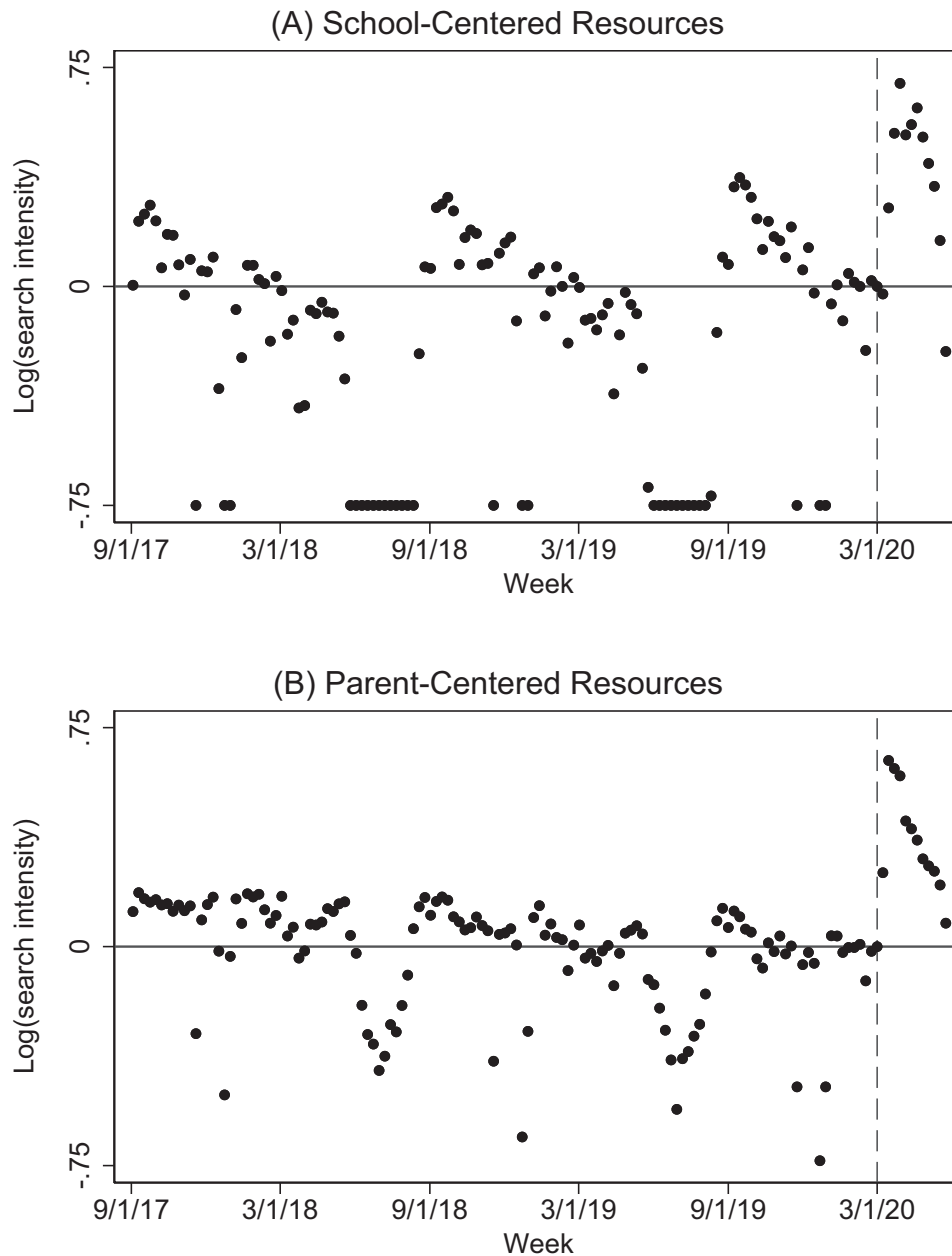 (A) School-Centered Resources
.75
0
-.75
Log(search intensity)
9/1/17 3/1/18 9/1/18 3/1/19 9/1/19 3/1/20
Week
(B) Parent-Centered Resources
.75
0
-.75
Log(search intensity)
9/1/17 3/1/18 9/1/18 3/1/19 9/1/19 3/1/20
Week